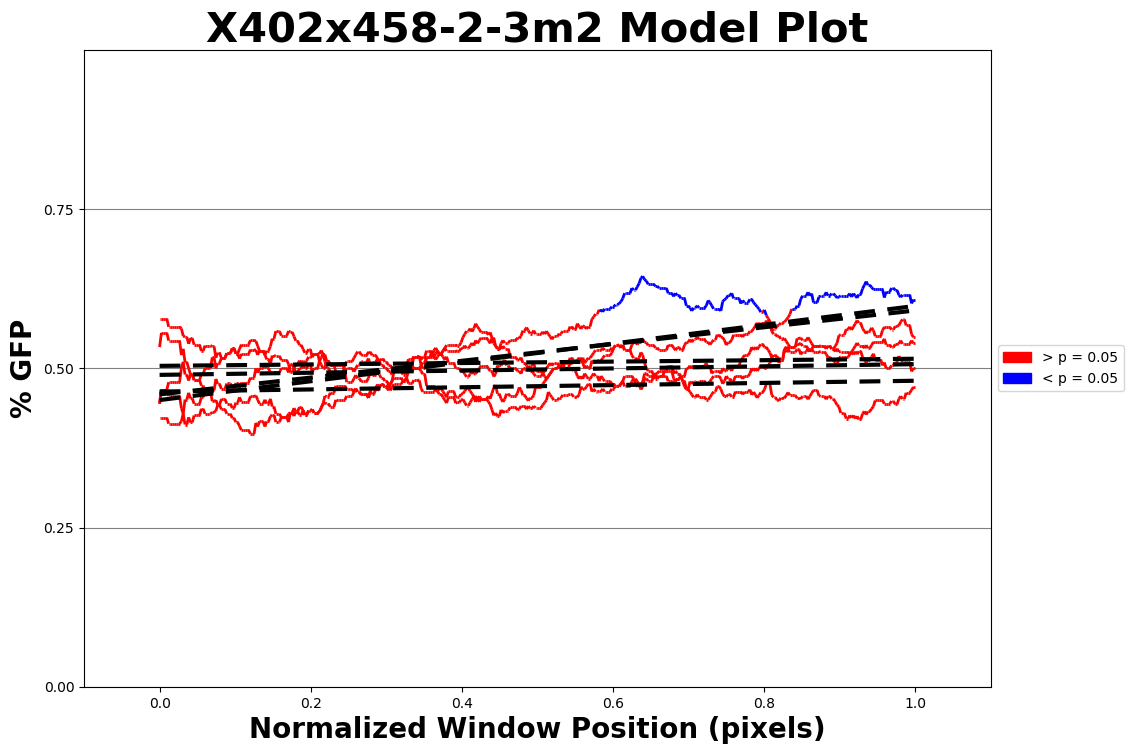 X402x458-2-3m2 Model Plot
% GFP
0.75
0.50
0.25
0.00
0.0 0.2 0.4 0.6 0.8 1.0
Normalized Window Position (pixels)
> p = 0.05
< p = 0.05